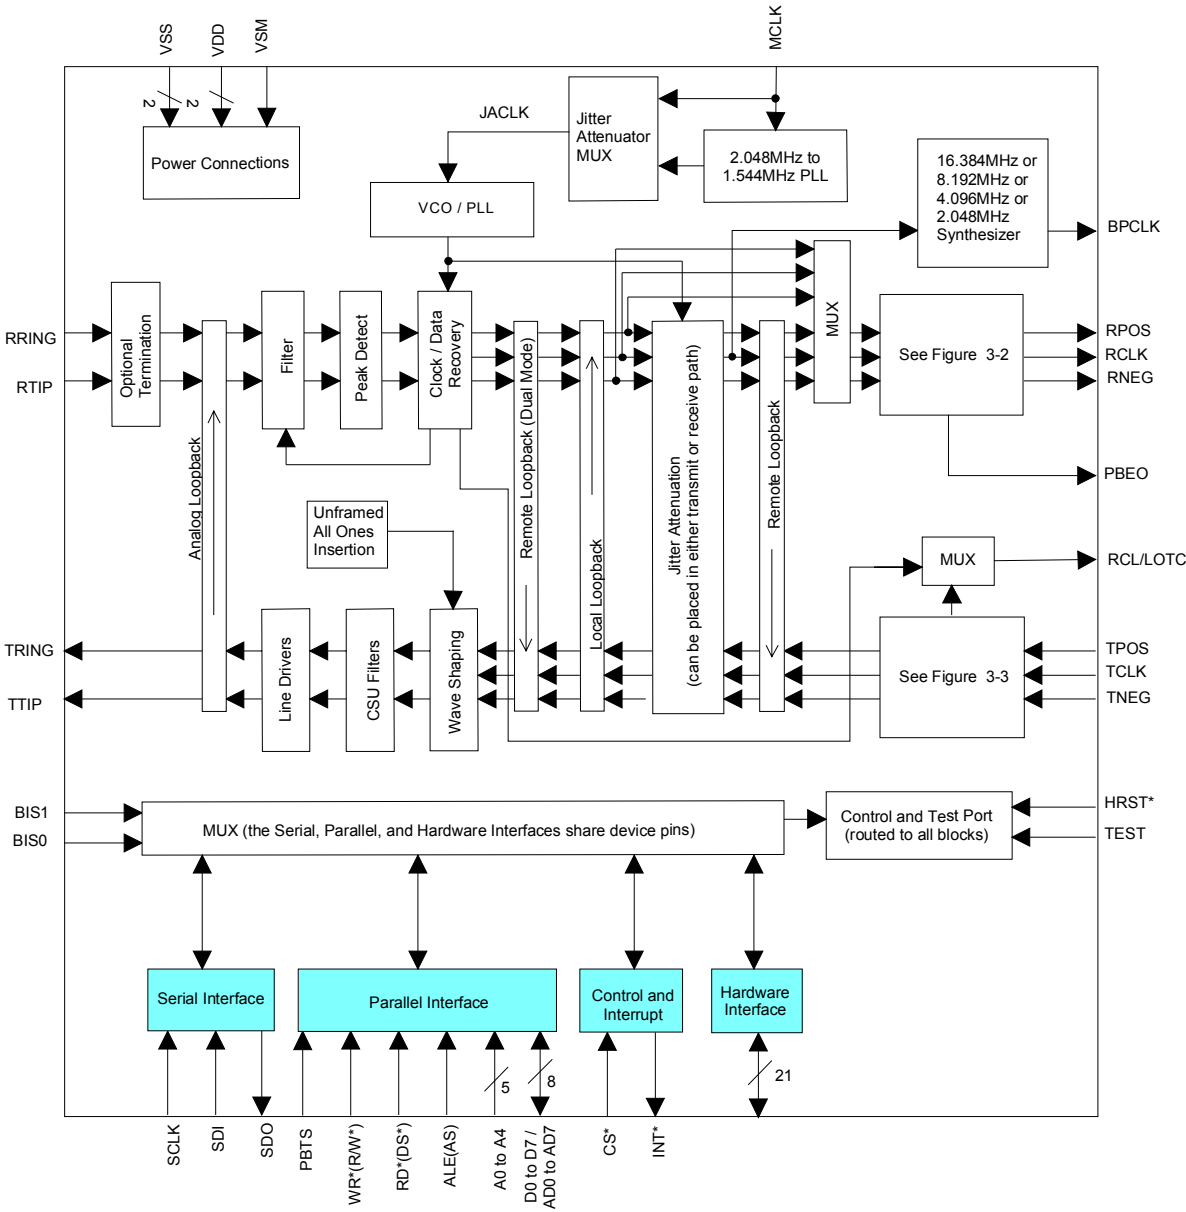 VSS
VDD
VSM
MCLK
2
2
Power Connections
JACLK
Jitter
Attenuator
MUX
2.048MHz to
1.544MHz PLL
VCO / PLL
16.384MHz or
8.192MHz or
4.096MHz or
2.048MHz
Synthesizer
BPCLK
RRING
RTIP
Optional
Termination
Analog Loopback
Filter
Peak Detect
Clock / Data
Recovery
Remote Loopback (Dual Mode)
Local Loopback
Jitter Attenuation
(can be placed in either transmit or receive path)
Remote Loopback
MUX
See Figure 3-2
RPOS
RCLK
RNEG
PBEO
Unframed
All Ones
Insertion
MUX
RCL/LOTC
TRING
TTIP
Line Drivers
CSU Filters
Wave Shaping
See Figure 3-3
TPOS
TCLK
TNEG
BIS1
BIS0
MUX (the Serial, Parallel, and Hardware Interfaces share device pins)
Control and Test Port
(routed to all blocks)
HRST*
TEST
Serial Interface
Parallel Interface
Control and
Interrupt
Hardware
Interface
5
8
21
SCLK
SDI
SDO
PBTS
WR*(R/W*)
RD*(DS*)
ALE(AS)
A0 to A4
D0 to D7 /
AD0 to AD7
CS*
INT*